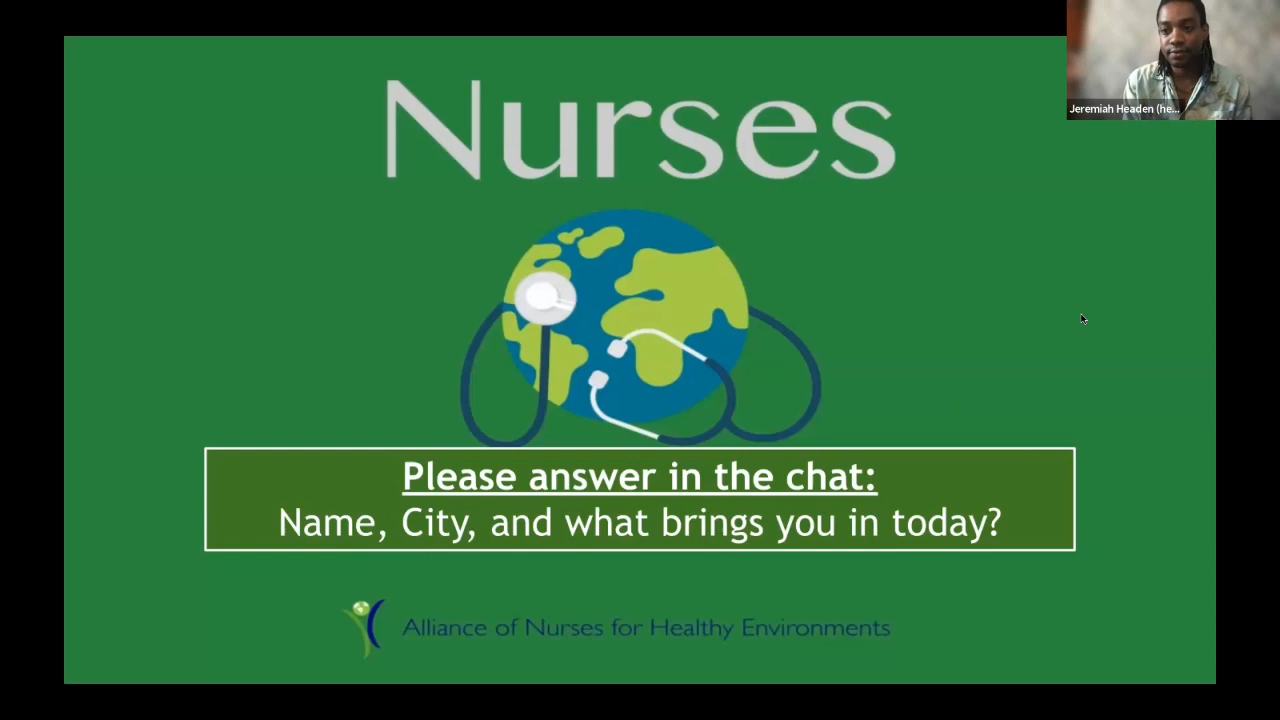 Nurses
Jeremiah Headen (he...
Please answer in the chat:
Name, City, and what brings you in today?
Alliance of Nurses for Healthy Environments